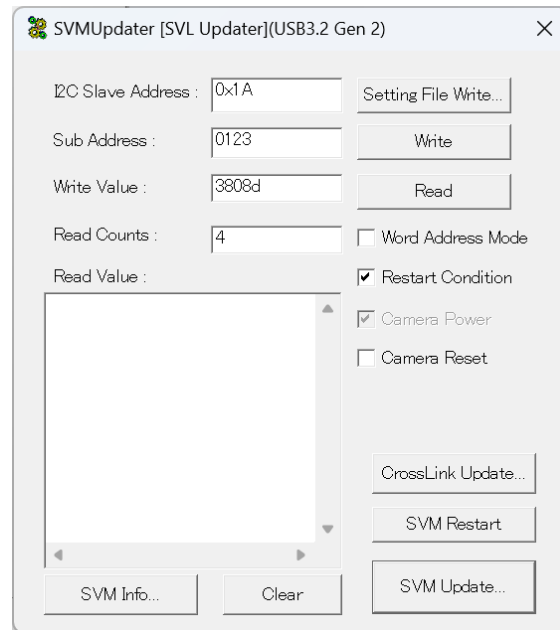 SVMUpdater [SVL Updater](USB3.2 Gen 2)
I2C Slave Address : 0x1A Setting File Write...
Sub Address : 0123 Write
Write Value : 3808d Read
Read Counts : 4 Word Address Mode
Read Value : Restart Condition
Camera Power
Camera Reset
CrossLink Update...
SVM Restart
SVM Info... Clear SVM Update...